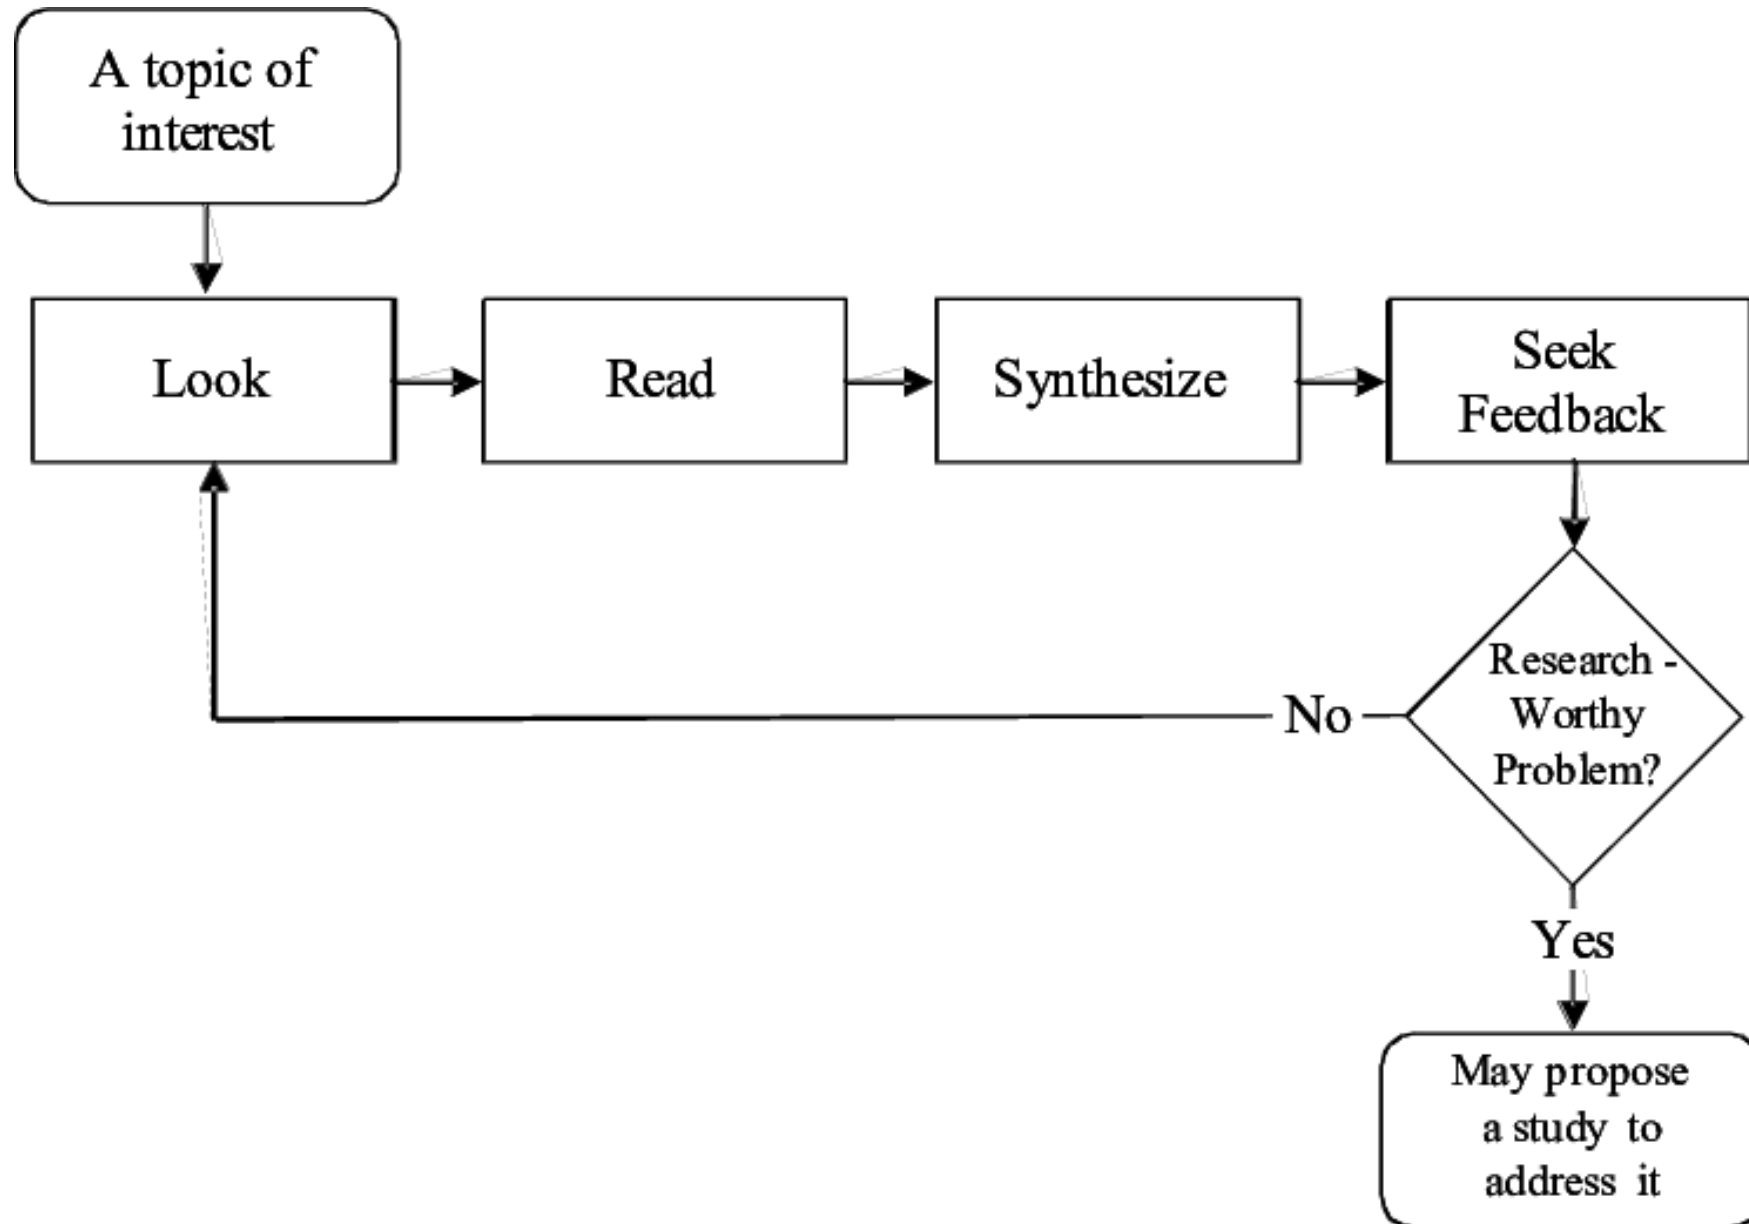 A topic of
interest
Look
Read
Synthesize
Seek
Feedback
Research -
Worthy
Problem?
No
Yes
May propose
a study to
address it